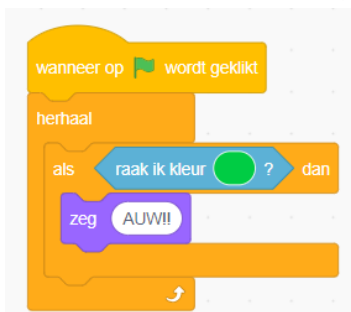 wanneer op wordt geklikt
herhaal
als raak ik kleur ? dan
zeg AUW!!